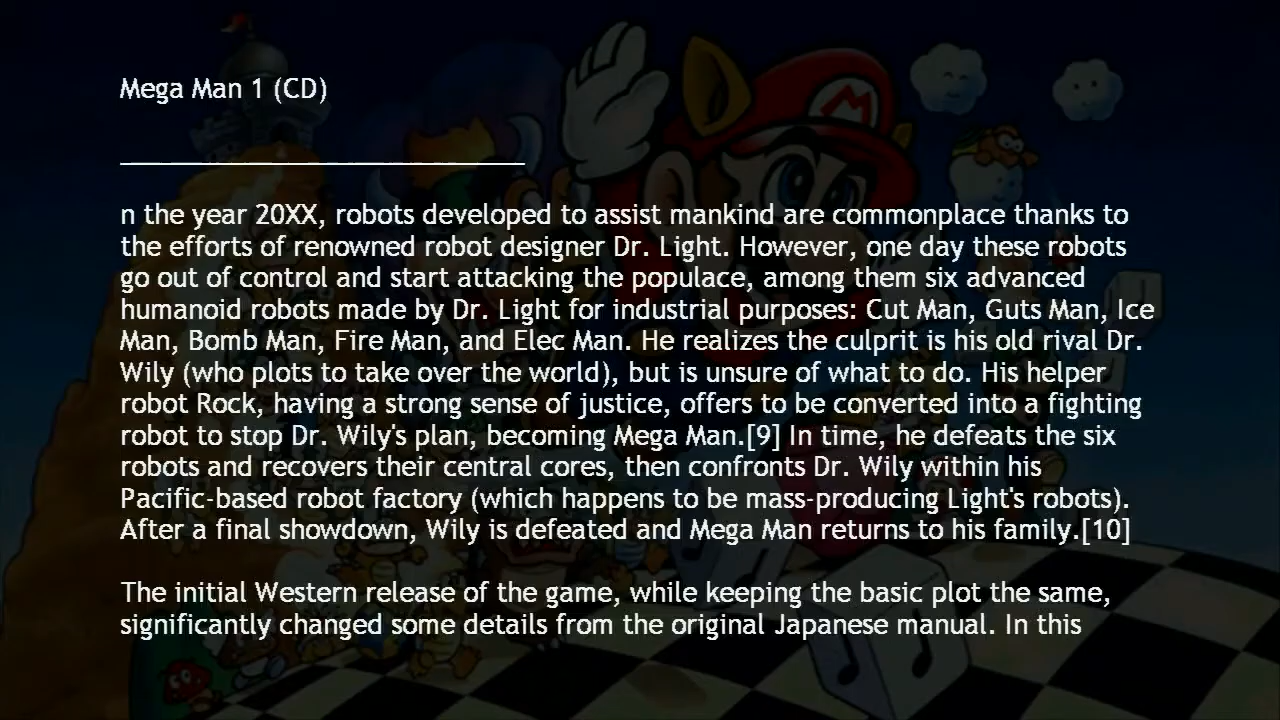 Mega Man 1 (CD)
n the year 20XX, robots developed to assist mankind are commonplace thanks to
the efforts of renowned robot designer Dr. Light. However, one day these robots
go out of control and start attacking the populace, among them six advanced
humanoid robots made by Dr. Light for industrial purposes: Cut Man, Guts Man, Ice
Man, Bomb Man, Fire Man, and Elec Man. He realizes the culprit is his old rival Dr.
Wily (who plots to take over the world), but is unsure of what to do. His helper
robot Rock, having a strong sense of justice, offers to be converted into a fighting
robot to stop Dr. Wily's plan, becoming Mega Man.[9] In time, he defeats the six
robots and recovers their central cores, then confronts Dr. Wily within his
Pacific-based robot factory (which happens to be mass-producing Light's robots).
After a final showdown, Wily is defeated and Mega Man returns to his family.[10]
The initial Western release of the game, while keeping the basic plot the same,
significantly changed some details from the original Japanese manual. In this